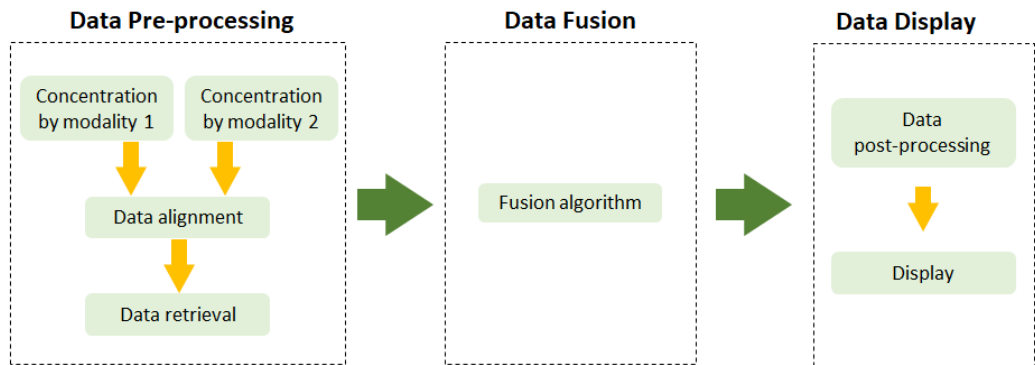 Data Pre-processing
Concentration
by modality 1
Concentration
by modality 2
Data alignment
Data retrieval
Data Fusion
Fusion algorithm
Data Display
Data
post-processing
Display